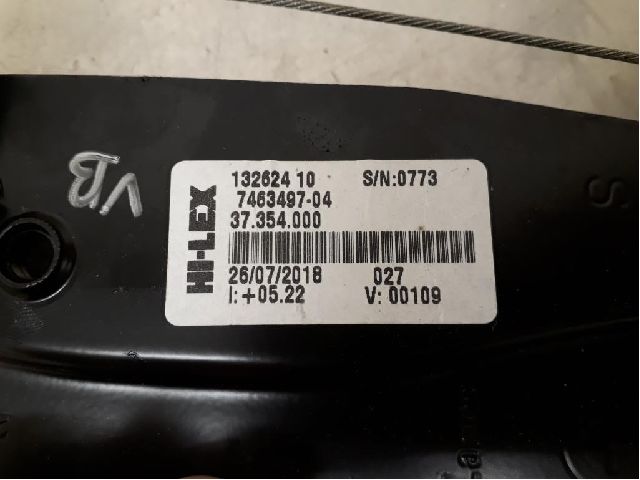 VB
HI-LEX
132624 10 S/N:0773
7463497-04
37.354.000
26/07/2018 027
I: +05.22 V: 00109
S